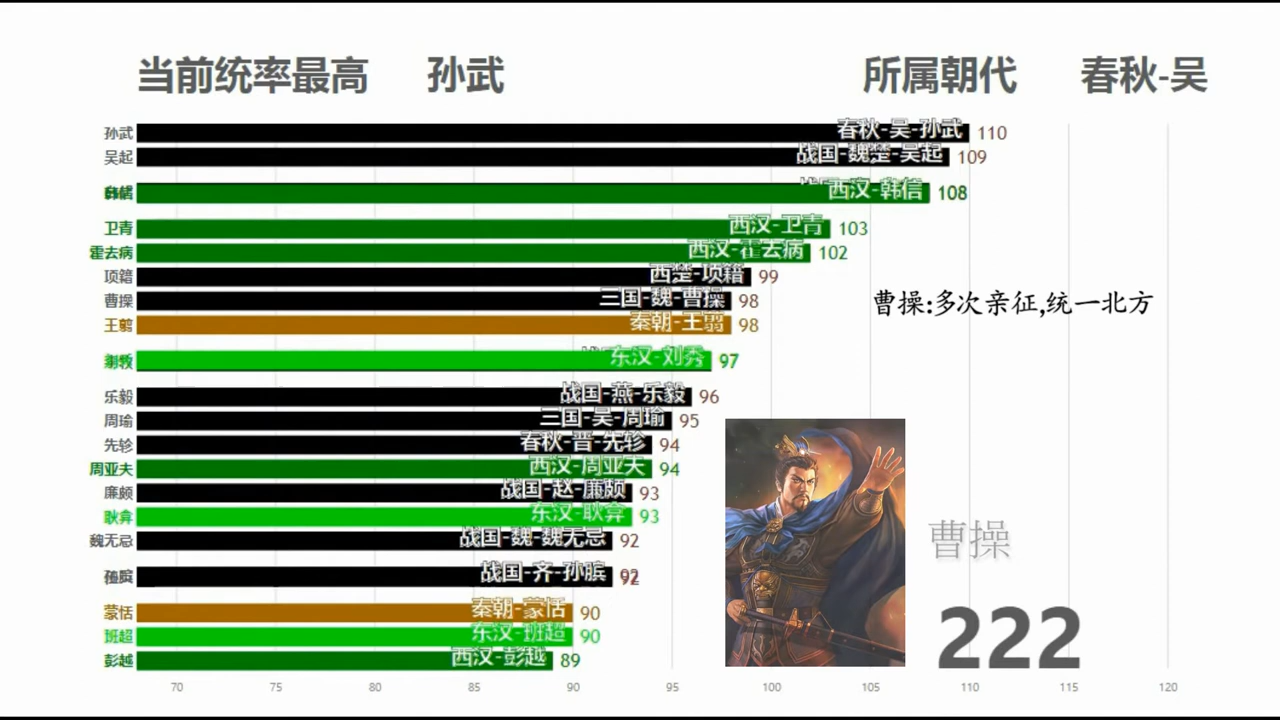 当前统率最高 孙武 所属朝代 春秋-吴
孙武 春秋-吴-孙武 110
吴起 战国-魏楚-吴起 109
西汉-韩信 108
卫青 西汉-卫青 103
霍去病 西汉-霍去病 102
项籍 西楚-项籍 99
曹操 三国-魏-曹操 98
曹操:多次亲征,统一北方
王翦 秦朝-王翦 98
东汉-刘秀 97
乐毅 战国-燕-乐毅 96
周瑜 三国-吴-周瑜 95
先轸 春秋-晋-先轸 94
周亚夫 西汉-周亚夫 94
廉颇 战国-赵-廉颇 93
耿弇 东汉-耿弇 93
魏无忌 战国-魏-魏无忌 92
曹操
战国-齐-孙膑 92
蒙恬 秦朝-蒙恬 90
班超 东汉-班超 90
彭越 西汉-彭越 89
222
70 75 80 85 90 95 100 105 110 115 120